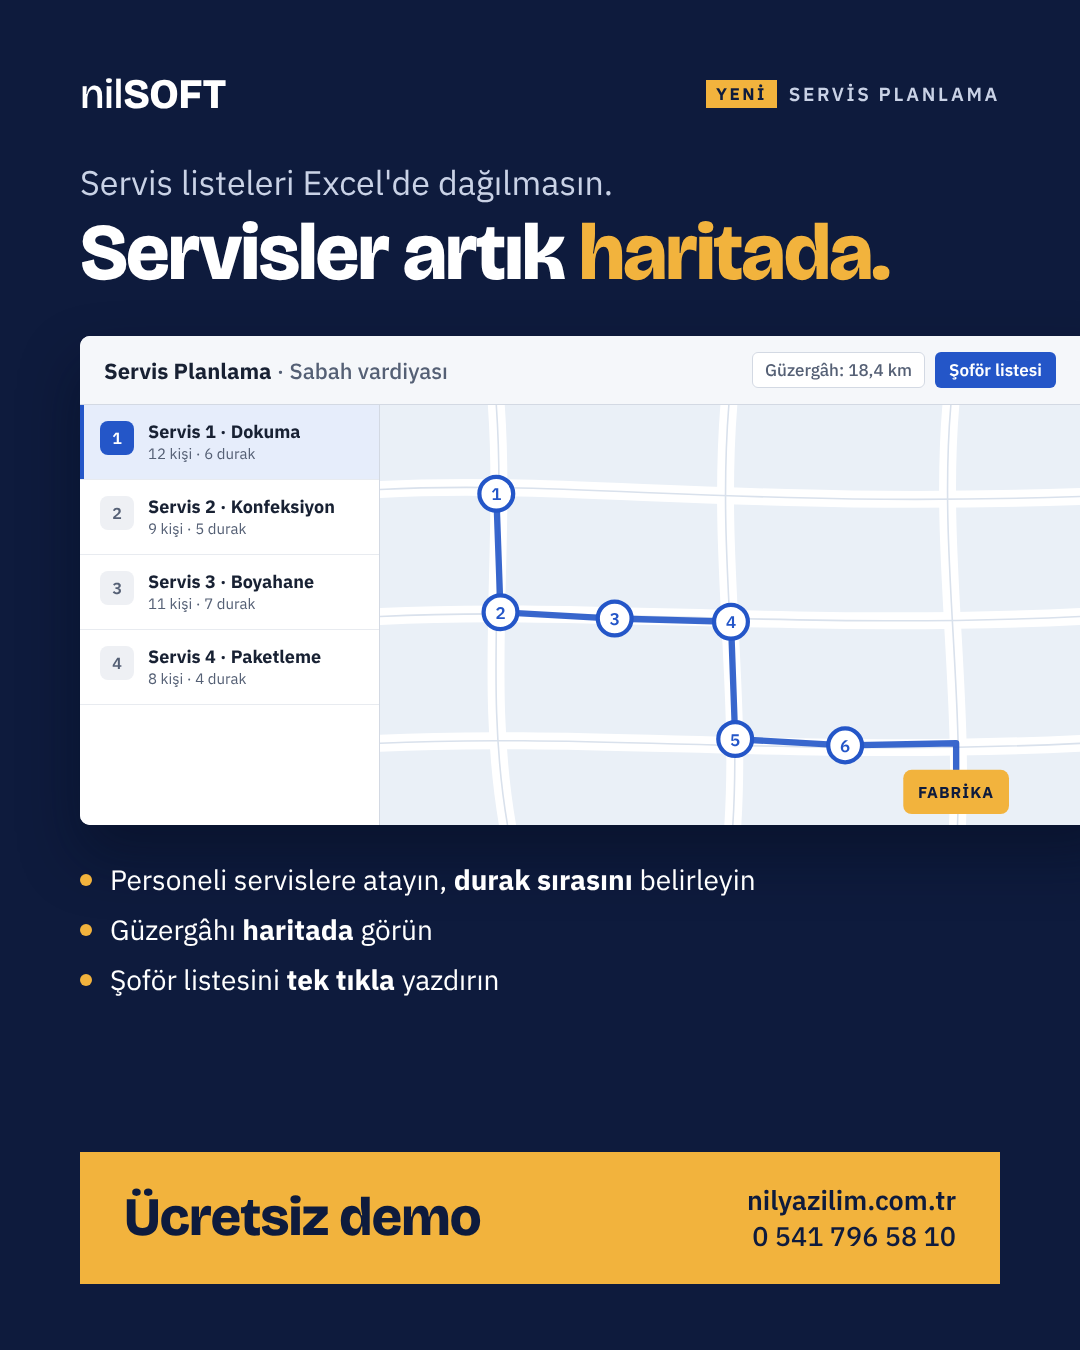 nilSOFT
YENİ SERVİS PLANLAMA
Servis listeleri Excel'de dağılmasın.
Servisler artık haritada.
Servis Planlama · Sabah vardiyası
Güzergâh: 18,4 km
Şoför listesi
1
Servis 1 · Dokuma
12 kişi · 6 durak
2
Servis 2 · Konfeksiyon
9 kişi · 5 durak
3
Servis 3 · Boyahane
11 kişi · 7 durak
4
Servis 4 · Paketleme
8 kişi · 4 durak
1
2
3
4
5
6
FABRİKA
Personeli servislere atayın, durak sırasını belirleyin
Güzergâhı haritada görün
Şoför listesini tek tıkla yazdırın
Ücretsiz demo
nilyazilim.com.tr
0 541 796 58 10